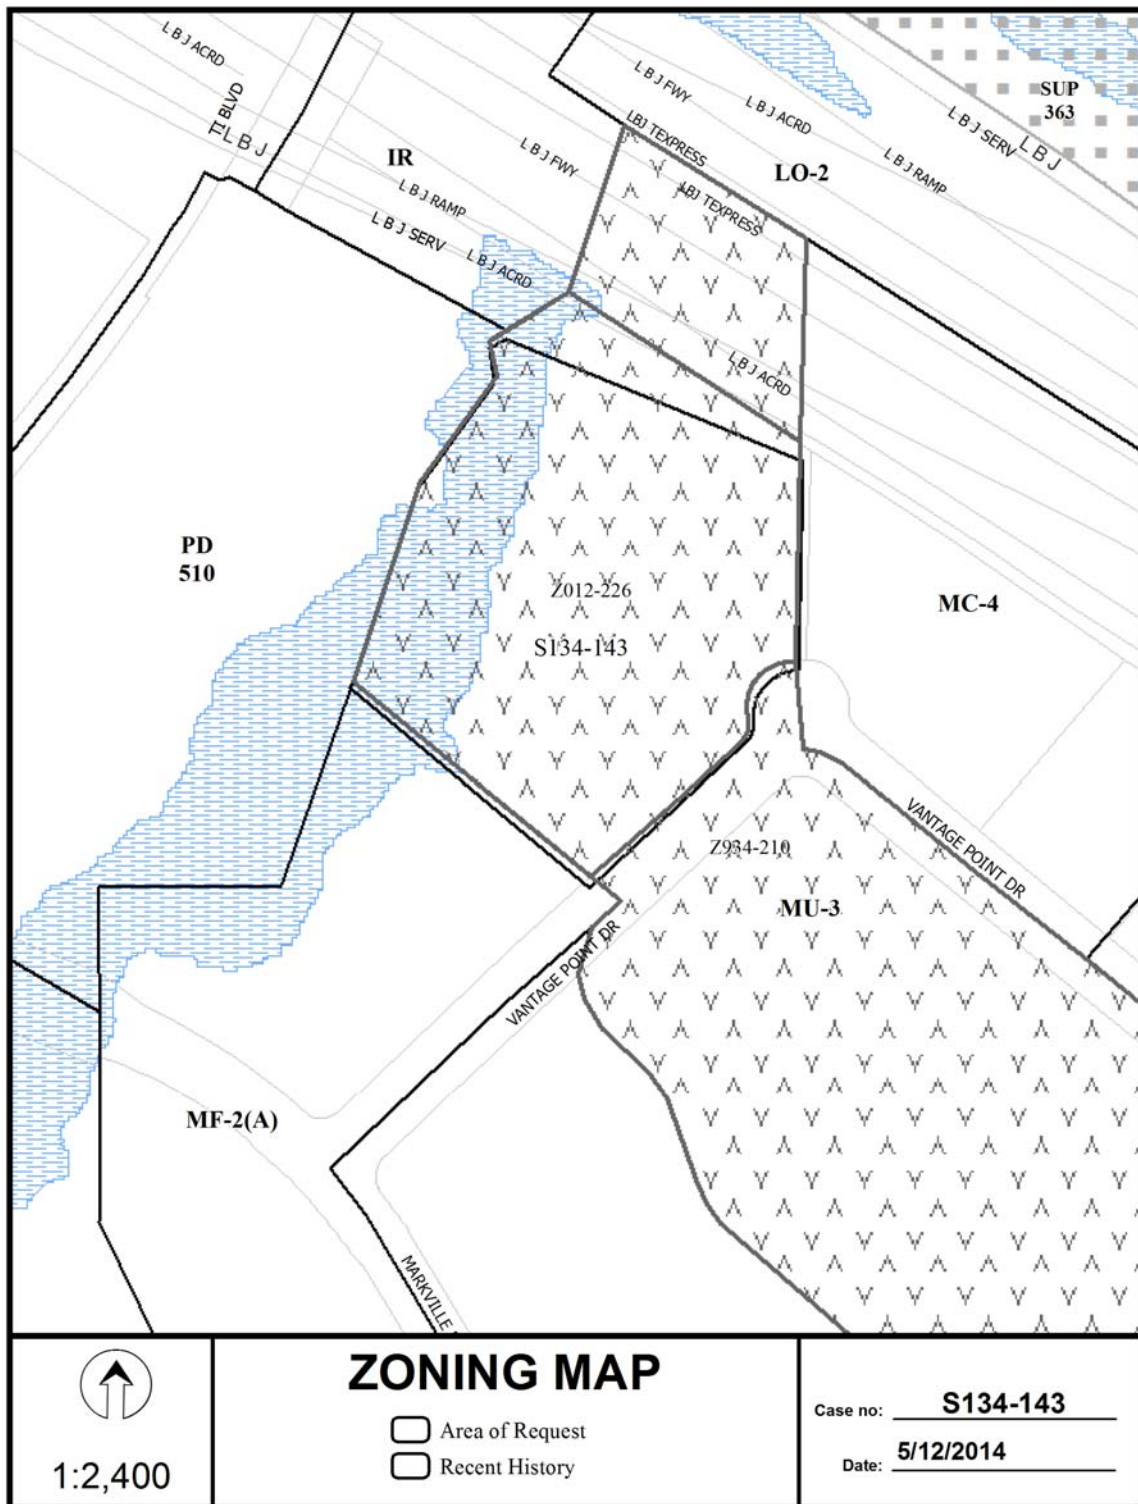 L B J ACRD
TI BLVD
TI
L B J
IR
L B J FWY
L B J RAMP
L B J SERV
L B J ACRD
L B J FWY
L B J ACRD
LBJ TEXPRESS
LBJ TEXPRESS
LO-2
L B J RAMP
L B J SERV
L B J
SUP
363
L B J ACRD
PD
510
Z012-226
S134-143
MC-4
VANTAGE POINT DR
Z934-210
MU-3
VANTAGE POINT DR
MF-2(A)
MARKVILLE
1:2,400
ZONING MAP
Area of Request
Recent History
Case no: S134-143
Date: 5/12/2014